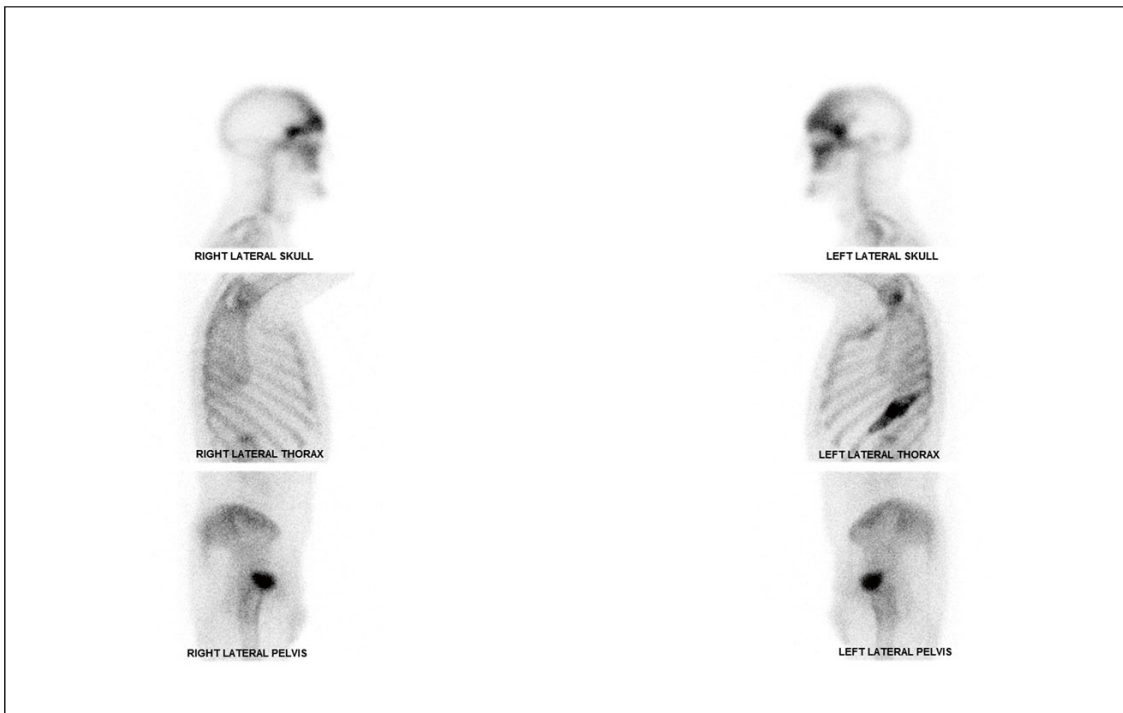 RIGHT LATERAL SKULL
LEFT LATERAL SKULL
RIGHT LATERAL THORAX
LEFT LATERAL THORAX
RIGHT LATERAL PELVIS
LEFT LATERAL PELVIS